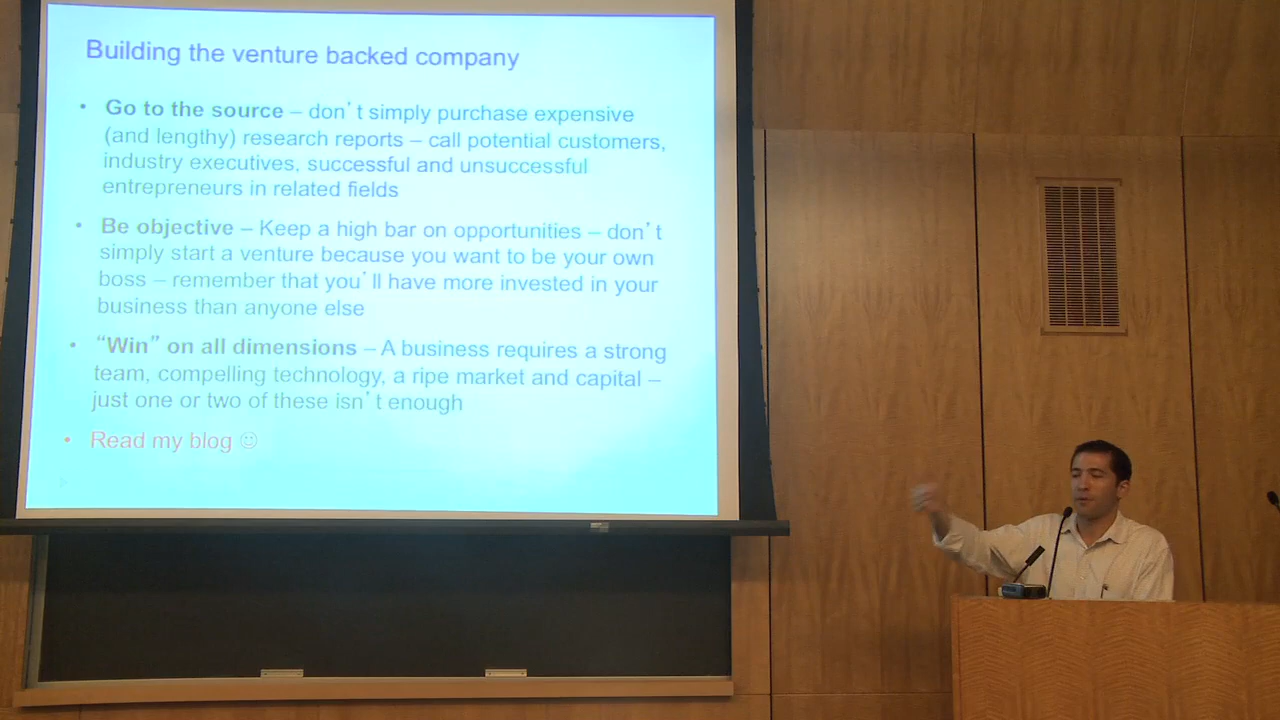 Building the venture backed company
• Go to the source – don’t simply purchase expensive
(and lengthy) research reports – call potential customers,
industry executives, successful and unsuccessful
entrepreneurs in related fields
• Be objective – Keep a high bar on opportunities – don’t
simply start a venture because you want to be your own
boss – remember that you’ll have more invested in your
business than anyone else
• “Win” on all dimensions – A business requires a strong
team, compelling technology, a ripe market and capital –
just one or two of these isn’t enough
• Read my blog ☺